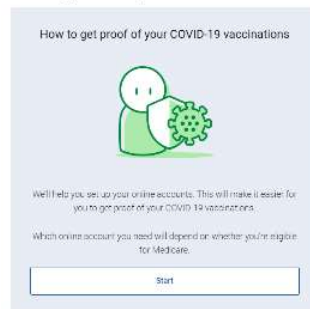 How to get proof of your COVID-19 vaccinations
We'll help you set up your online accounts. This will make it easier for
you to get proof of your COVID-19 vaccinations.
Which online account you need will depend on whether you're eligible
for Medicare.
Start